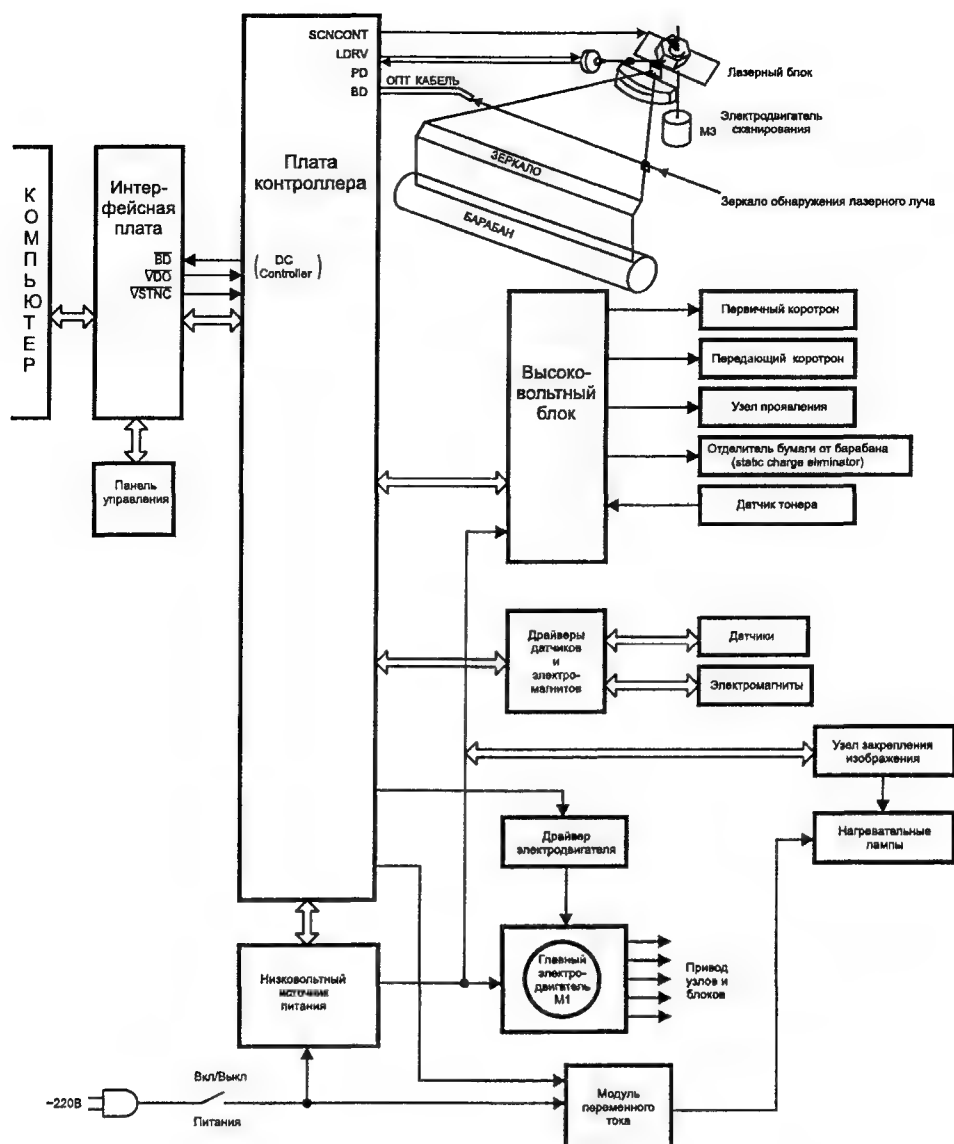 SCNCONT
LDRV
PD
BD
ОПТ КАБЕЛЬ
Лазерный блок
Электродвигатель
сканирования
М3
ЗЕРКАЛО
БАРАБАН
Зеркало обнаружения лазерного луча
КОМПЬЮТЕР
Интер-
фейсная
плата
BD
VDO
VSTNC
Плата
контроллера
(DC
Controller)
Панель
управления
Высоко-
вольтный
блок
Первичный коротрон
Передающий коротрон
Узел проявления
Отделитель бумаги от барабана
(static charge eliminator)
Датчик тонера
Драйверы
датчиков
и
электро-
магнитов
Датчики
Электромагниты
Узел закрепления
изображения
Нагревательные
лампы
Драйвер
электродвигателя
Главный
электро-
двигатель
М1
Привод
узлов и
блоков
Низковольтный
источник
питания
~220В
Вкл/Выкл
Питания
Модуль
переменного
тока